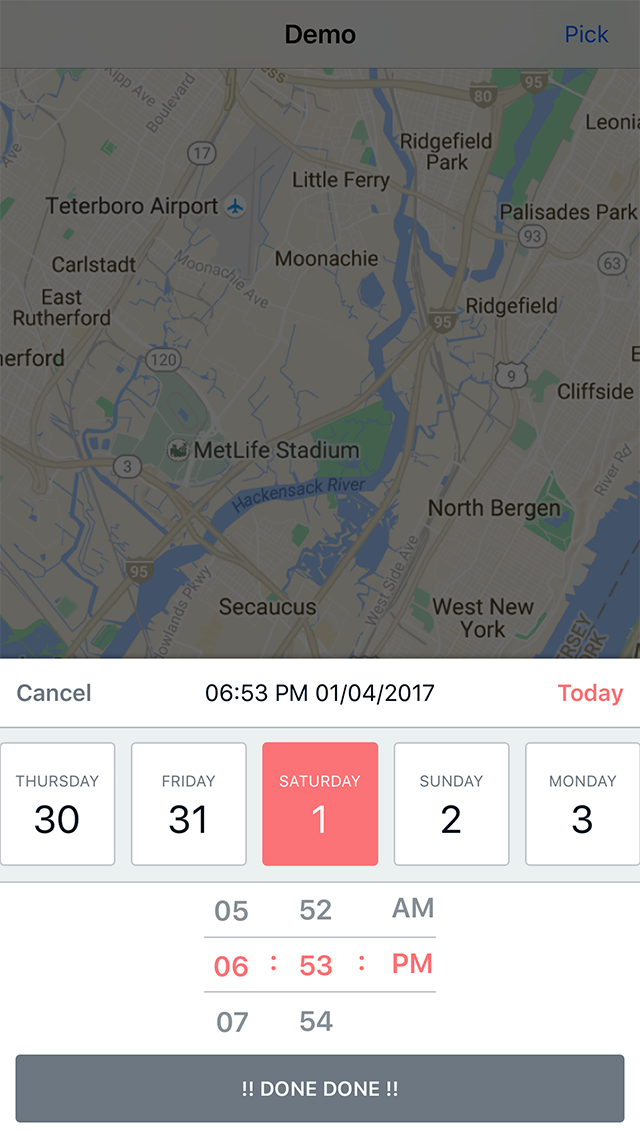 Demo
Pick
Kipp Ave
Boulevard
95
80
Leonia
Ave
17
Ridgefield
Park
Little Ferry
Teterboro Airport
Palisades Park
93
Moonachie
Carlstadt
Moonachie Ave
63
East
Rutherford
Ridgefield
95
herford
120
9
Cliffside
MetLife Stadium
3
River Rd
Hackensack River
North Bergen
95
West Side Ave
Secaucus
West New
York
Cancel
06:53 PM 01/04/2017
Today
THURSDAY
30
FRIDAY
31
SATURDAY
1
SUNDAY
2
MONDAY
3
05 52 AM
06 : 53 : PM
07 54
!! DONE DONE !!